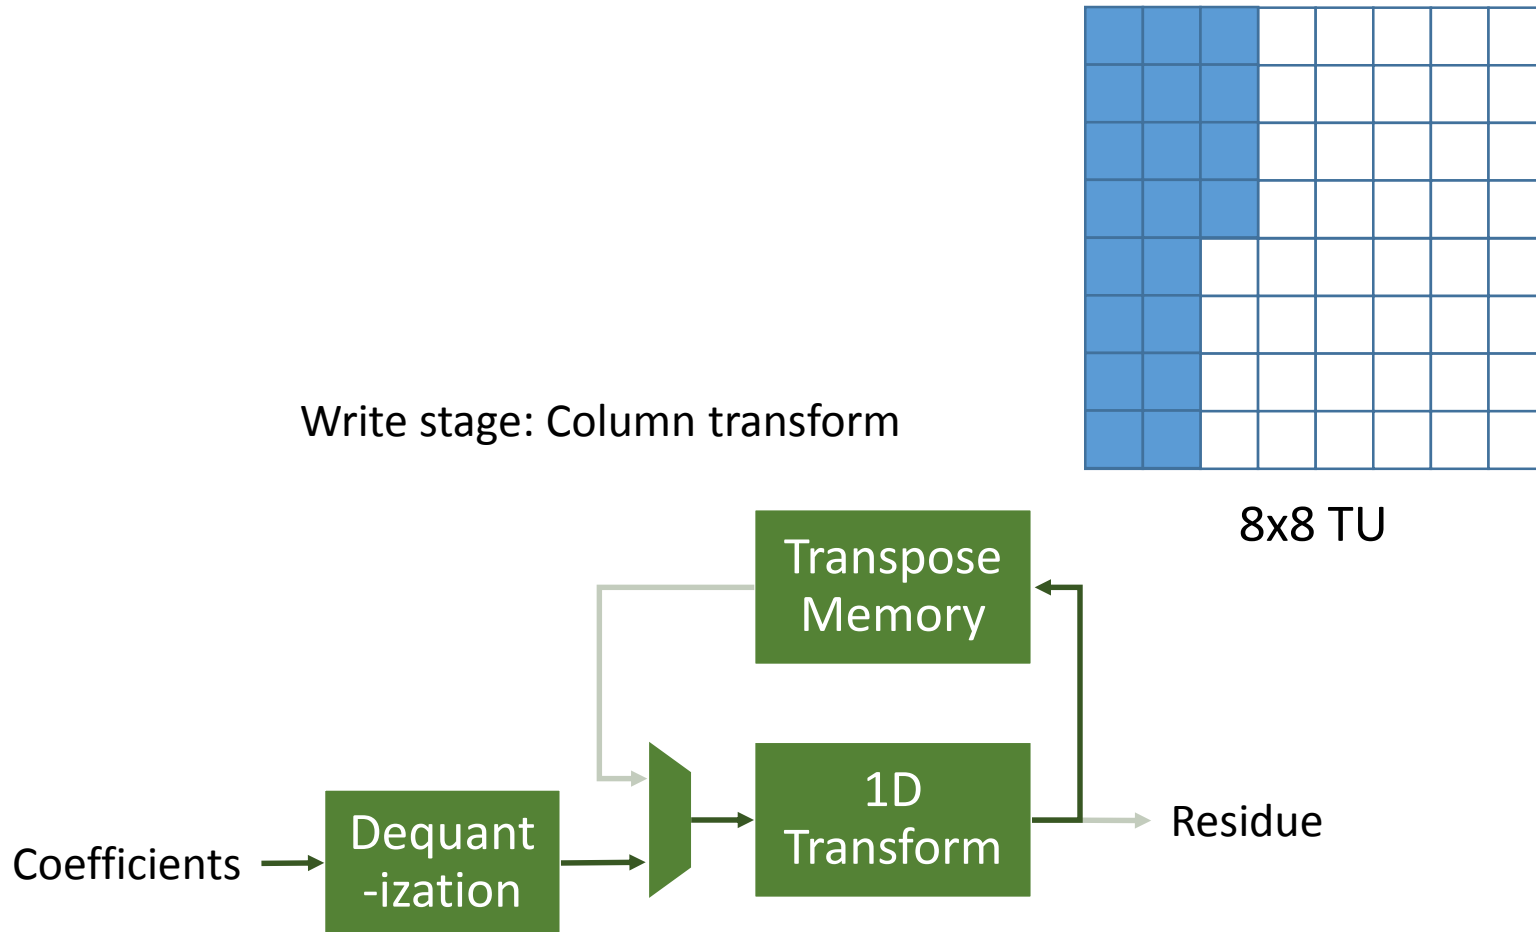 Write stage: Column transform
8x8 TU
Transpose
Memory
1D
Transform
Residue
Dequant
-ization
Coefficients